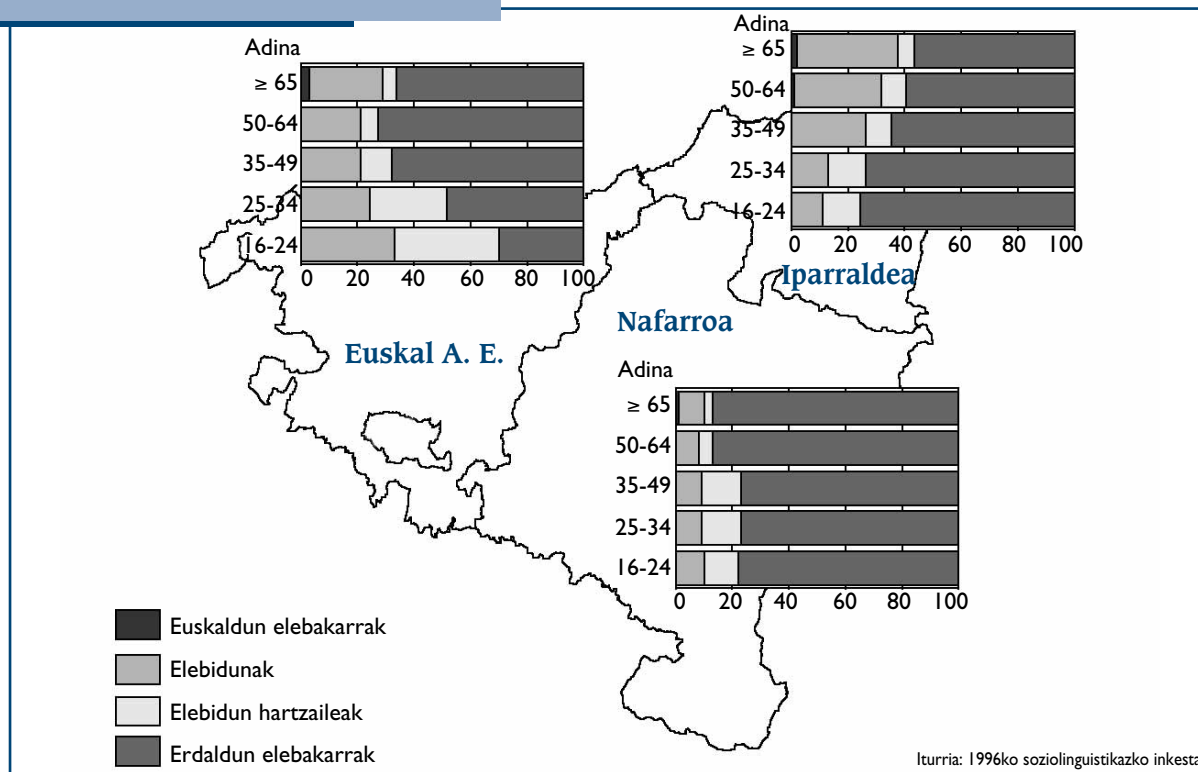 Adina
≥ 65
50-64
35-49
25-34
16-24
0 20 40 60 80 100
Euskal A. E.
Adina
≥ 65
50-64
35-49
25-34
16-24
0 20 40 60 80 100
Iparraldea
Nafarroa
Adina
≥ 65
50-64
35-49
25-34
16-24
0 20 40 60 80 100
Euskaldun elebakarrak
Elebidunak
Elebidun hartzaileak
Erdaldun elebakarrak
Iturria: 1996ko soziolinguistikazko inkesta